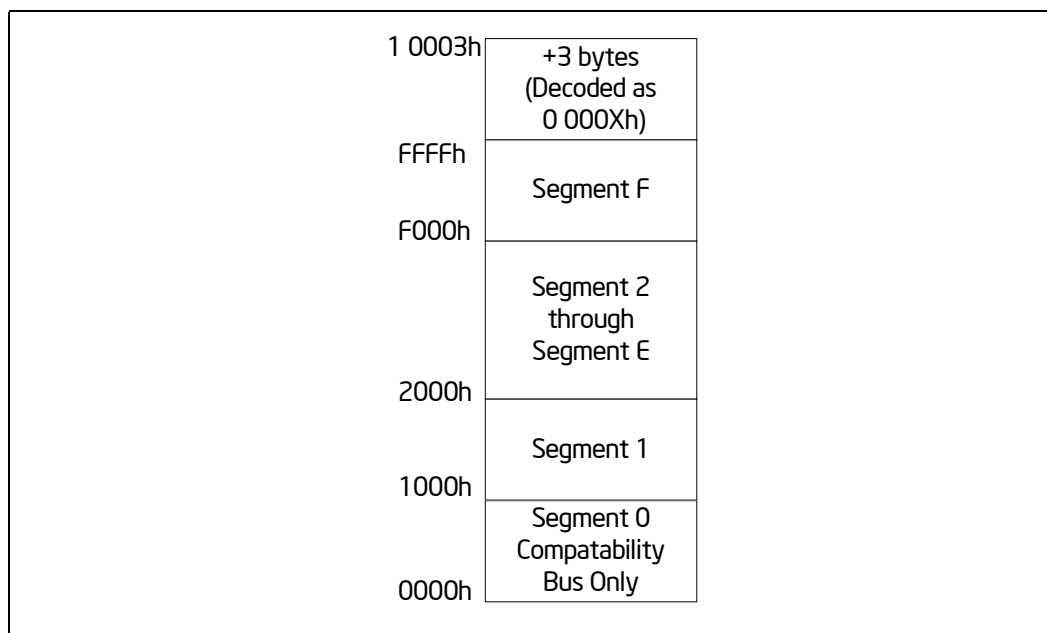 1 0003h
+3 bytes
(Decoded as
0 000Xh)
FFFFh
Segment F
F000h
Segment 2
through
Segment E
2000h
Segment 1
1000h
Segment 0
Compatability
Bus Only
0000h